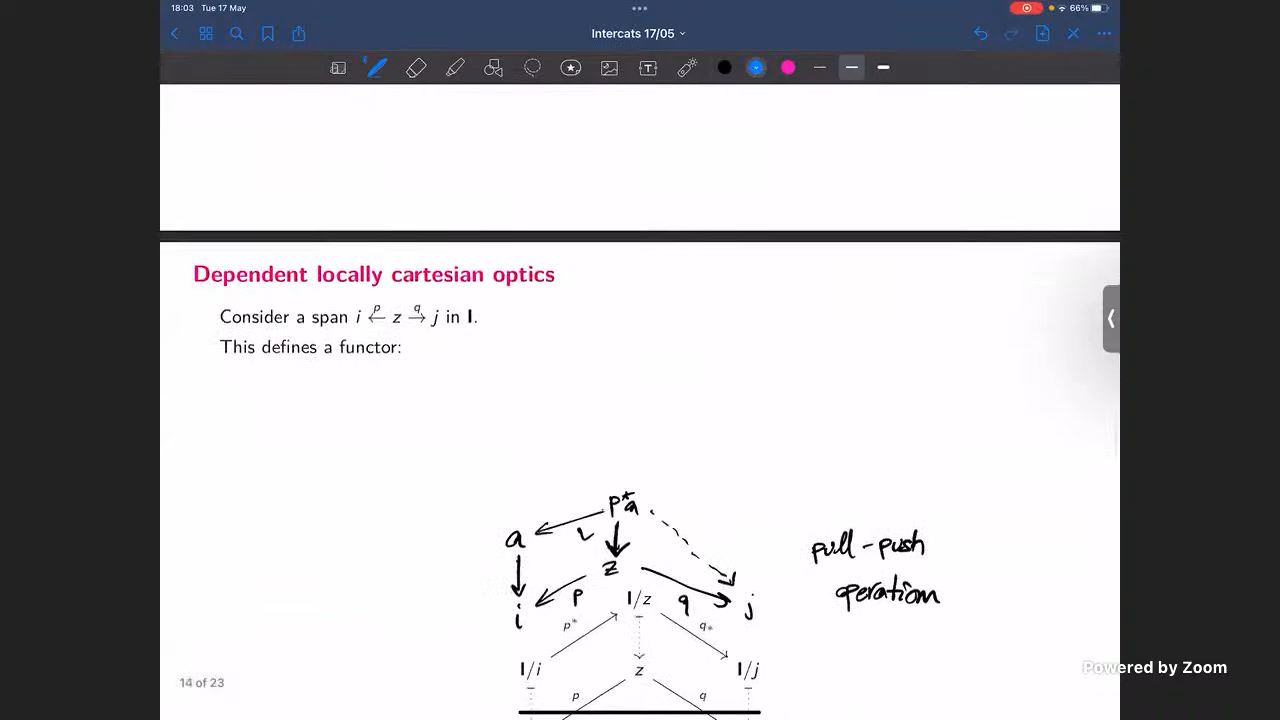 18:03 Tue 17 May
66%
Intercats 17/05
Dependent locally cartesian optics
Consider a span i ←p z →q j in I.
This defines a functor:
p*a
a
z
pull-push
operation
i
p
q
j
I/z
p*
q*
I/i
z
I/j
p
q
14 of 23
Powered by Zoom